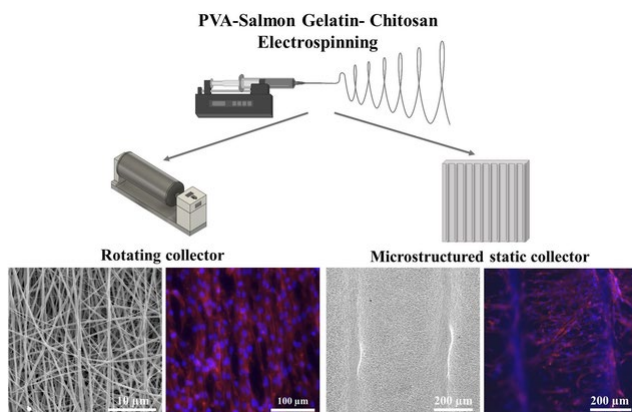 PVA-Salmon Gelatin- Chitosan
Electrospinning
Rotating collector
Microstructured static collector
10 µm
100 µm
200 µm
200 µm